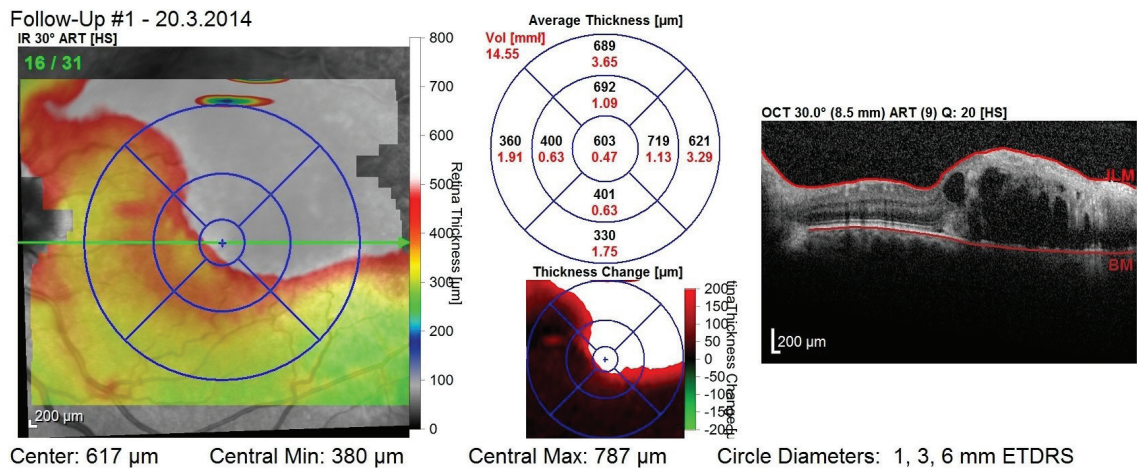 Follow-Up #1 - 20.3.2014
IR 30° ART [HS]
16 / 31
200 µm
800
700
600
500
400
300
200
100
0
Retina Thickness [µm]
Average Thickness [µm]
Vol [mm³]
14.55
689
3.65
692
1.09
360 400 603 719 621
1.91 0.63 0.47 1.13 3.29
401
0.63
330
1.75
Thickness Change [µm]
200
150
100
50
0
-50
-100
-150
-200
OCT 30.0° (8.5 mm) ART (9) Q: 20 [HS]
ILM
BM
200 µm
Center: 617 µm Central Min: 380 µm Central Max: 787 µm Circle Diameters: 1, 3, 6 mm ETDRS